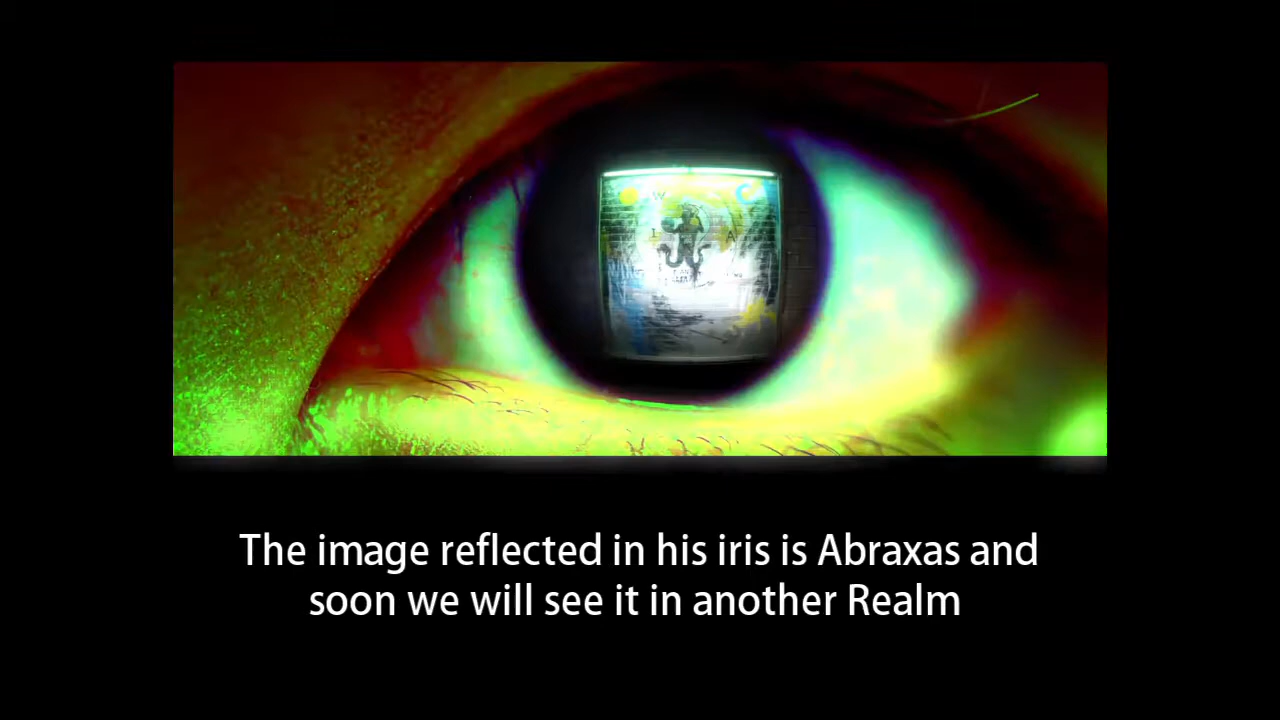 W
I A
The image reflected in his iris is Abraxas and
soon we will see it in another Realm